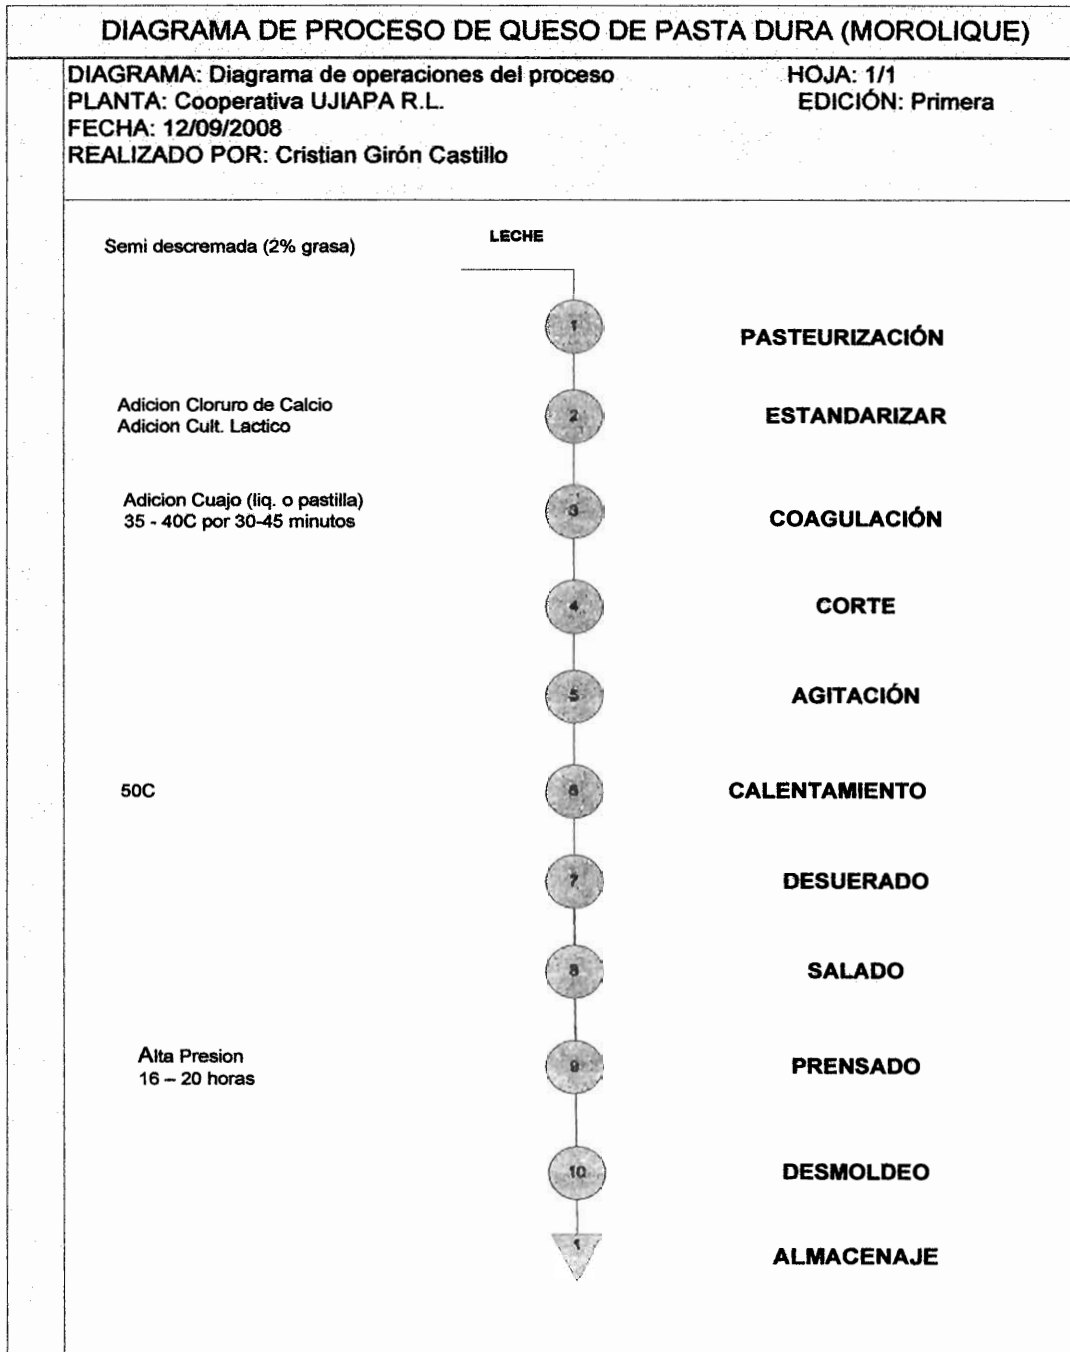 DIAGRAMA DE PROCESO DE QUESO DE PASTA DURA (MOROLIQUE)
DIAGRAMA: Diagrama de operaciones del proceso HOJA: 1/1
PLANTA: Cooperativa UJIAPA R.L. EDICIÓN: Primera
FECHA: 12/09/2008
REALIZADO POR: Cristian Girón Castillo
Semi descremada (2% grasa) LECHE
1 PASTEURIZACIÓN
Adicion Cloruro de Calcio
Adicion Cult. Lactico
2 ESTANDARIZAR
Adicion Cuajo (liq. o pastilla)
35 - 40C por 30-45 minutos
3 COAGULACIÓN
4 CORTE
5 AGITACIÓN
50C 6 CALENTAMIENTO
7 DESUERADO
8 SALADO
Alta Presion
16 – 20 horas
9 PRENSADO
10 DESMOLDEO
1 ALMACENAJE